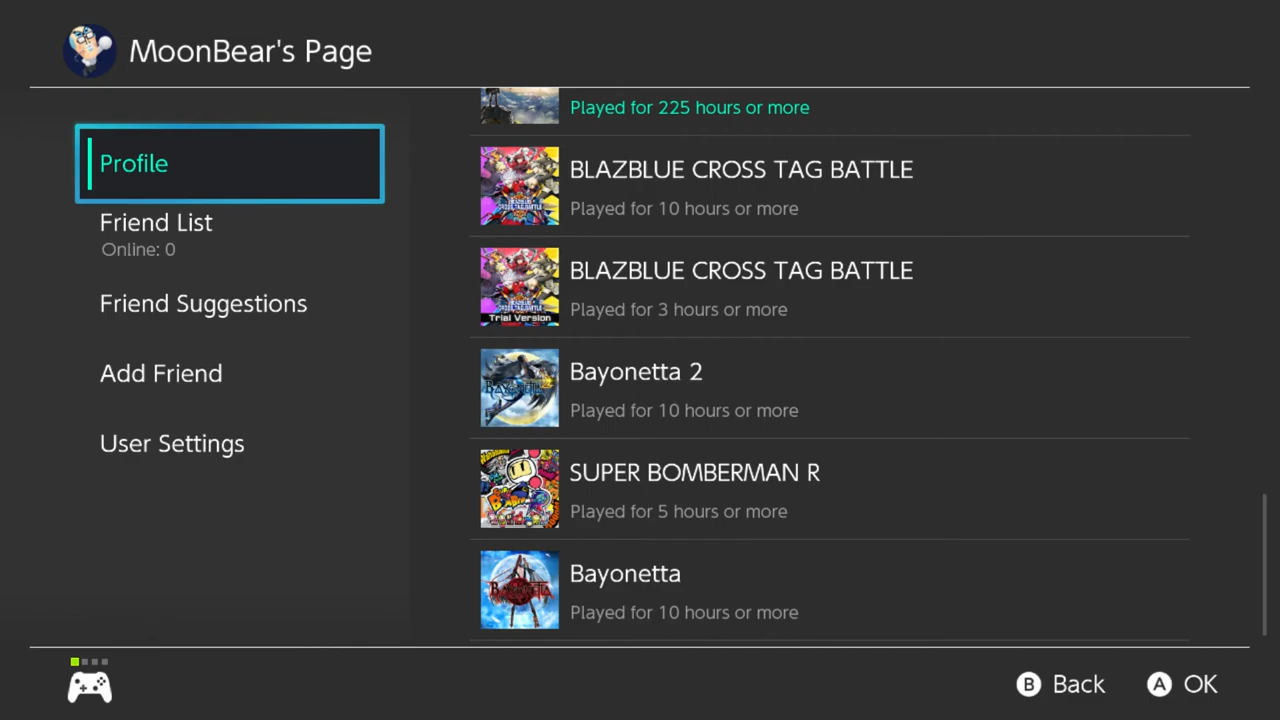 MoonBear's Page
Profile
Friend List
Online: 0
Friend Suggestions
Add Friend
User Settings
Played for 225 hours or more
BLAZBLUE CROSS TAG BATTLE
Played for 10 hours or more
BLAZBLUE CROSS TAG BATTLE
Played for 3 hours or more
Trial Version
Bayonetta 2
Played for 10 hours or more
BAYONETTA
SUPER BOMBERMAN R
Played for 5 hours or more
Bayonetta
Played for 10 hours or more
BAYONETTA
B Back
A OK